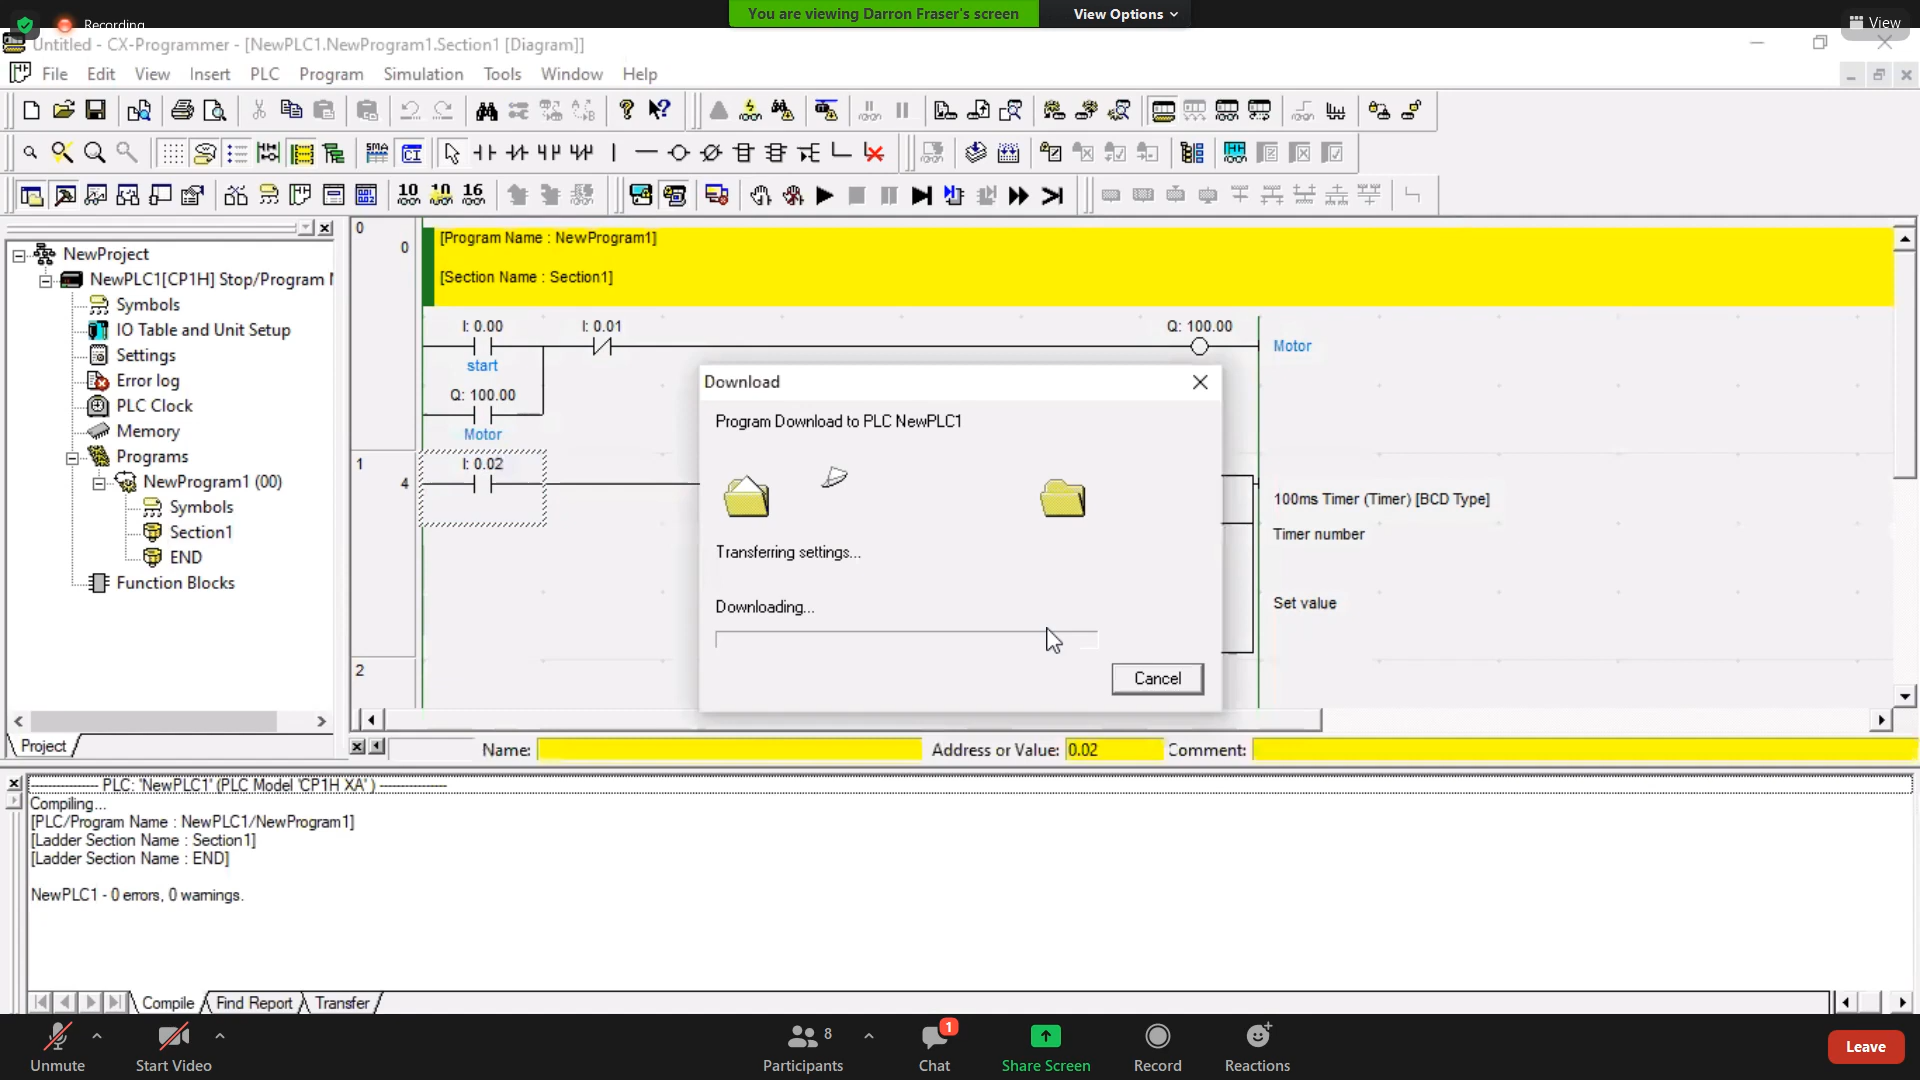 Recording
You are viewing Darron Fraser's screen
View Options
View
Untitled - CX-Programmer - [NewPLC1.NewProgram1.Section1 [Diagram]]
File Edit View Insert PLC Program Simulation Tools Window Help
SMA
CI
10 10 16
NewProject
NewPLC1[CP1H] Stop/Program
Symbols
IO Table and Unit Setup
Settings
Error log
PLC Clock
Memory
Programs
NewProgram1 (00)
Symbols
Section1
END
Function Blocks
Project
0
0
[Program Name : NewProgram1]
[Section Name : Section1]
I: 0.00
I: 0.01
Q: 100.00
start
Motor
Q: 100.00
Motor
1
4
I: 0.02
100ms Timer (Timer) [BCD Type]
Timer number
Set value
2
Download
Program Download to PLC NewPLC1
Transferring settings...
Downloading...
Cancel
Name:
Address or Value: 0.02
Comment:
---------------- PLC: 'NewPLC1' (PLC Model 'CP1H XA') ----------------
Compiling...
[PLC/Program Name : NewPLC1/NewProgram1]
[Ladder Section Name : Section1]
[Ladder Section Name : END]
NewPLC1 - 0 errors, 0 warnings.
Compile Find Report Transfer
Unmute
Start Video
8
Participants
1
Chat
Share Screen
Record
Reactions
Leave